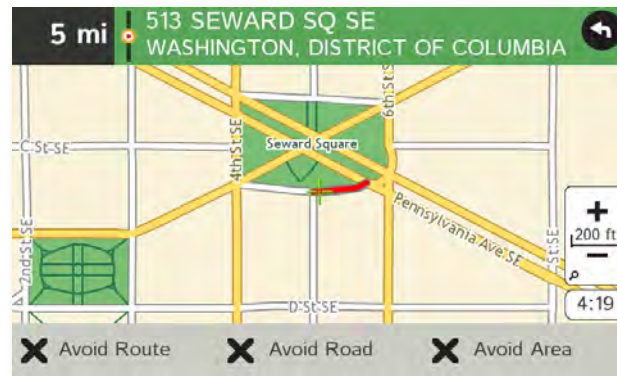 5 mi
513 SEWARD SQ SE
WASHINGTON, DISTRICT OF COLUMBIA
6th St SE
C St SE
Seward Square
4th St SE
Pennsylvania Ave SE
2nd St SE
St SE
+
200 ft
−
4:19
D St SE
Avoid Route
Avoid Road
Avoid Area